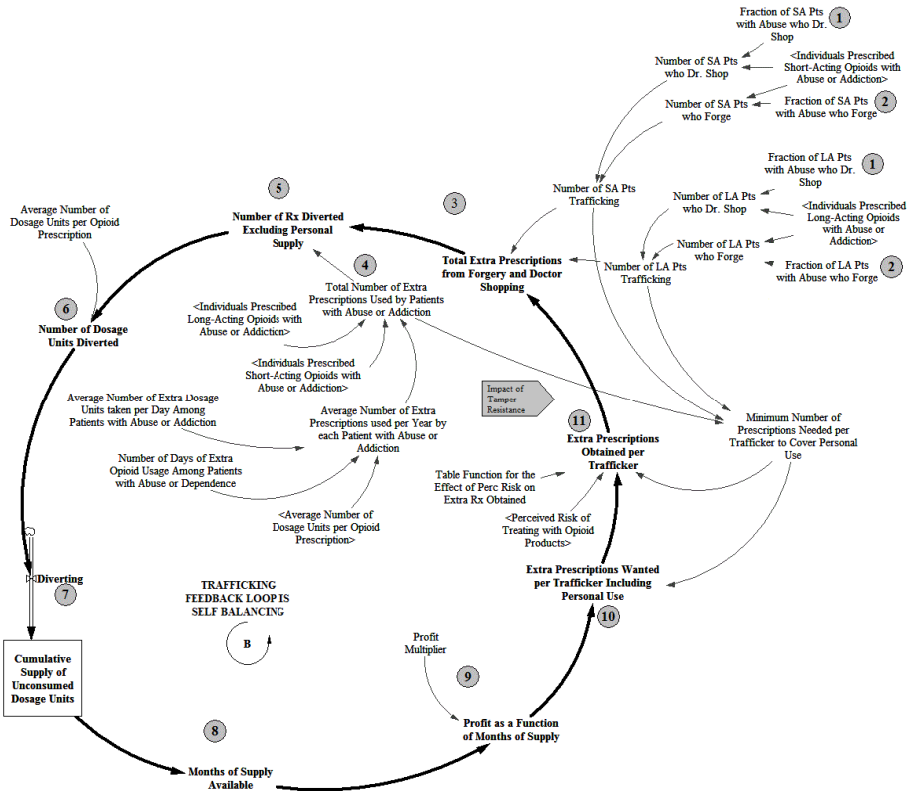 Fraction of SA Pts
with Abuse who Dr.
Shop
1
<Individuals Prescribed
Short-Acting Opioids with
Abuse or Addiction>
Number of SA Pts
who Dr. Shop
Number of SA Pts
who Forge
Fraction of SA Pts
with Abuse who Forge
2
Fraction of LA Pts
with Abuse who Dr.
Shop
1
Number of SA Pts
Trafficking
Number of LA Pts
who Dr. Shop
<Individuals Prescribed
Long-Acting Opioids
with Abuse or
Addiction>
Number of LA Pts
who Forge
Number of LA Pts
Trafficking
Fraction of LA Pts
with Abuse who Forge
2
3
5
Number of Rx Diverted
Excluding Personal
Supply
Average Number of
Dosage Units per Opioid
Prescription
Total Extra Prescriptions
from Forgery and Doctor
Shopping
4
Total Number of Extra
Prescriptions Used by Patients
with Abuse or Addiction
6
Number of Dosage
Units Diverted
<Individuals Prescribed
Long-Acting Opioids with
Abuse or Addiction>
<Individuals Prescribed
Short-Acting Opioids with
Abuse or Addiction>
Impact of
Tamper
Resistance
Average Number of Extra Dosage
Units taken per Day Among
Patients with Abuse or Addiction
Average Number of Extra
Prescriptions used per Year by
each Patient with Abuse or
Addiction
11
Extra Prescriptions
Obtained per
Trafficker
Minimum Number of
Prescriptions Needed per
Trafficker to Cover Personal
Use
Number of Days of Extra
Opioid Usage Among Patients
with Abuse or Dependence
Table Function for the
Effect of Perc Risk on
Extra Rx Obtained
<Average Number of
Dosage Units per Opioid
Prescription>
<Perceived Risk of
Treating with Opioid
Products>
Extra Prescriptions Wanted
per Trafficker Including
Personal Use
10
Diverting
7
TRAFFICKING
FEEDBACK LOOP IS
SELF BALANCING
B
Profit
Multiplier
9
Cumulative
Supply of
Unconsumed
Dosage Units
Profit as a Function
of Months of Supply
8
Months of Supply
Available